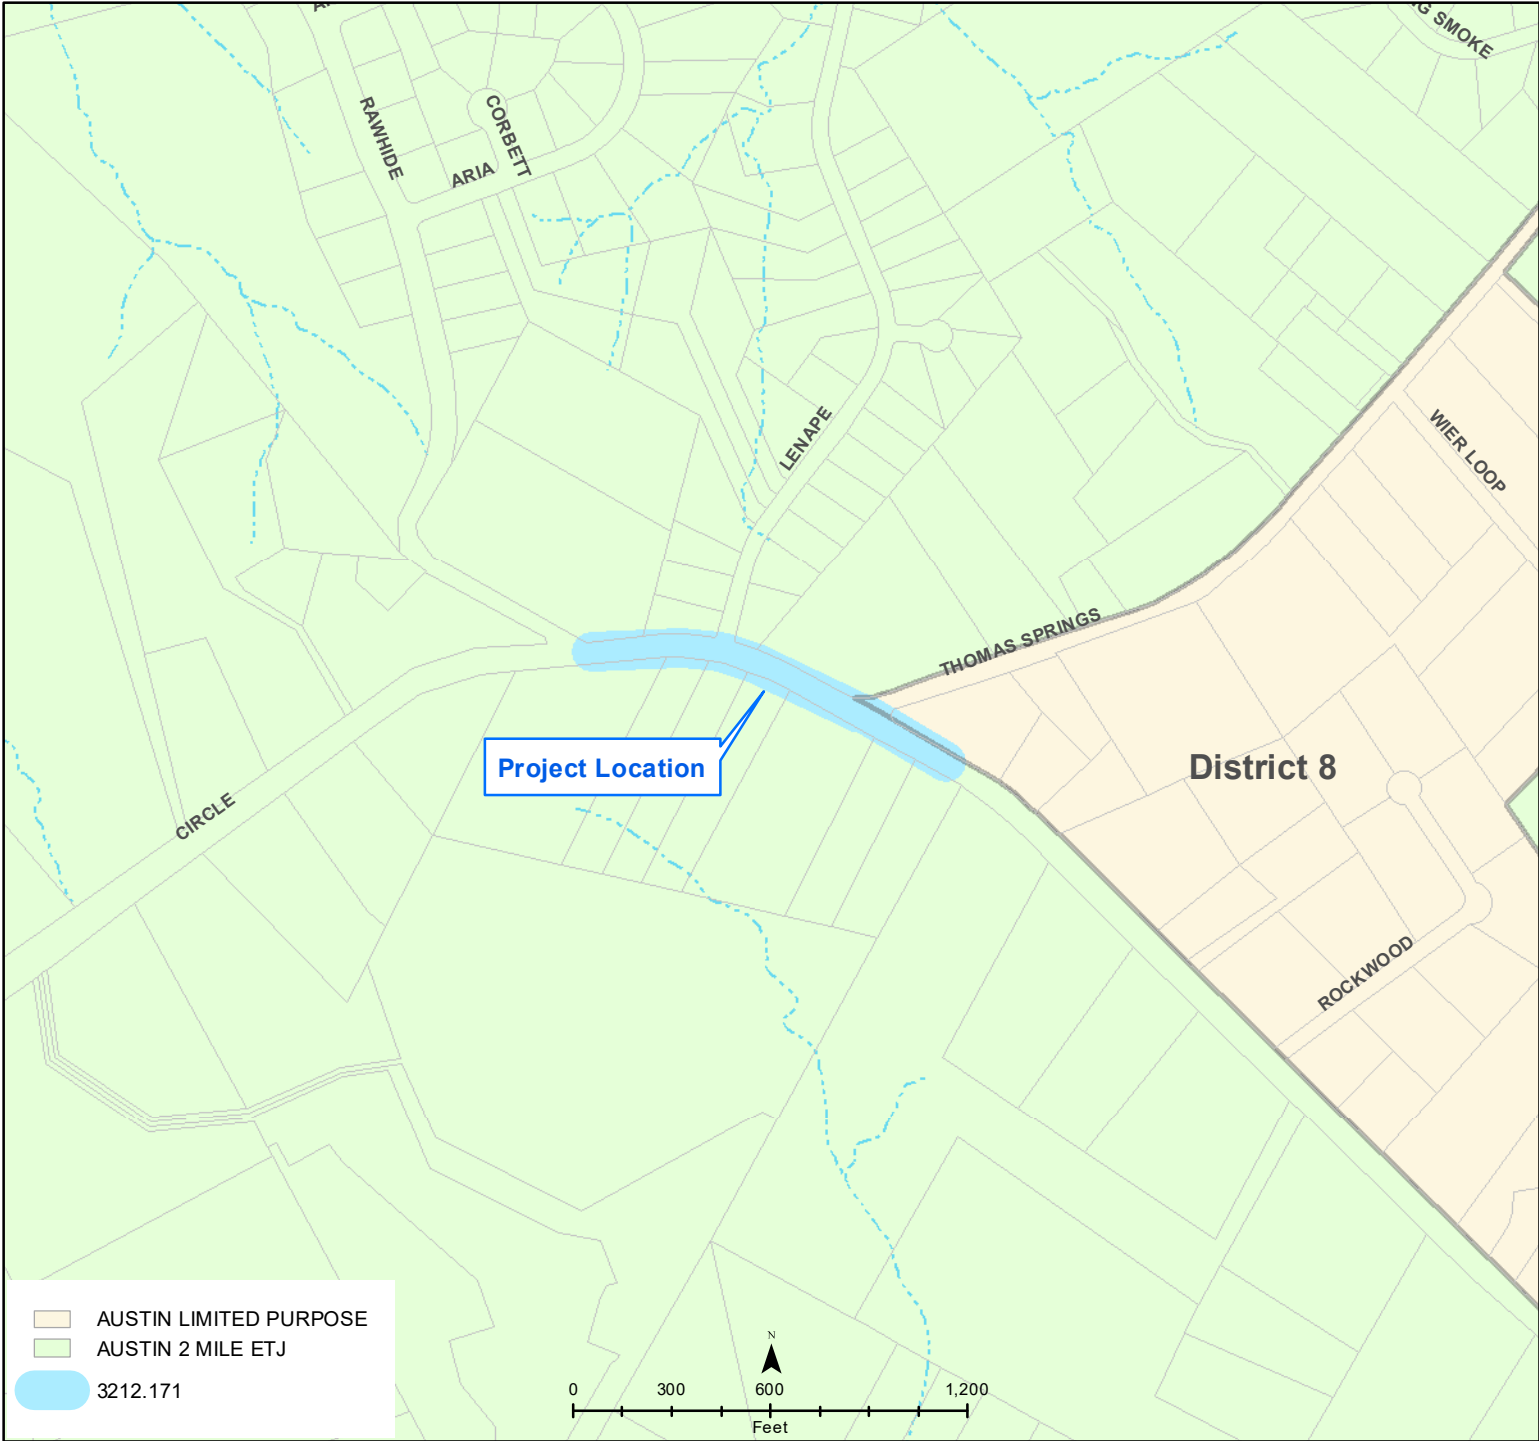 G SMOKE
RAWHIDE
CORBETT
ARIA
LENAPE
WIER LOOP
THOMAS SPRINGS
Project Location
District 8
CIRCLE
ROCKWOOD
AUSTIN LIMITED PURPOSE
AUSTIN 2 MILE ETJ
3212.171
N
0 300 600 1,200
Feet